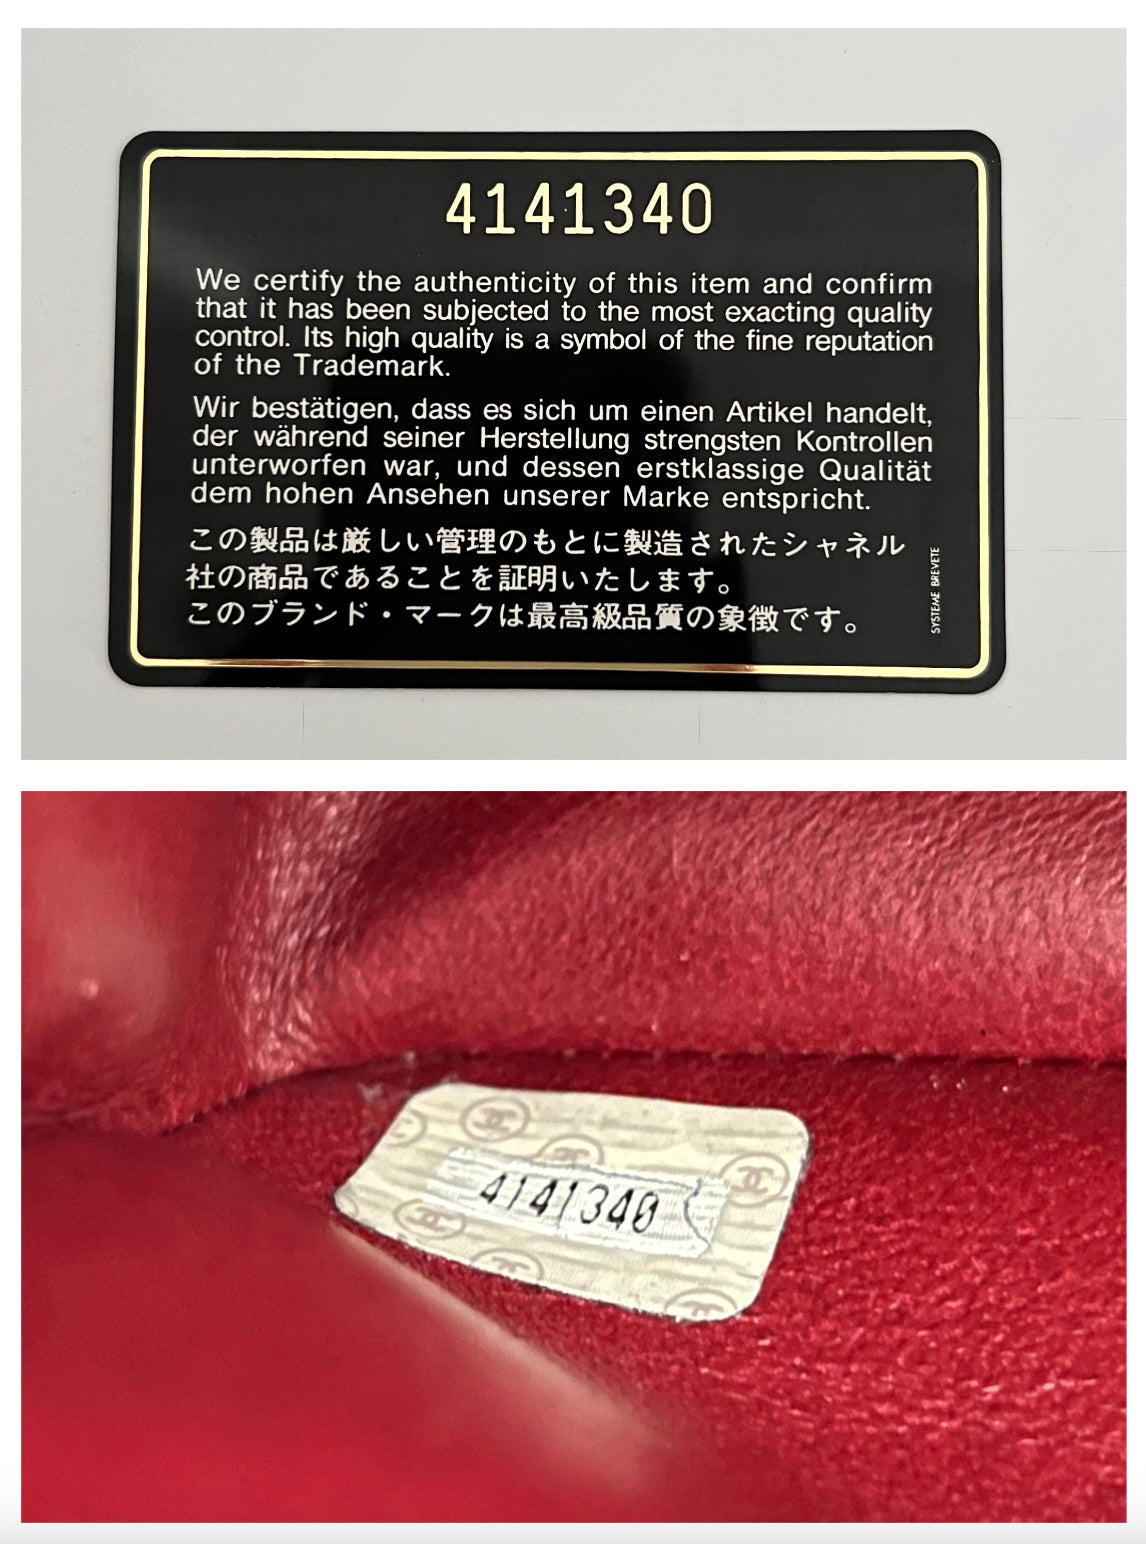 4141340
We certify the authenticity of this item and confirm
that it has been subjected to the most exacting quality
control. Its high quality is a symbol of the fine reputation
of the Trademark.
Wir bestätigen, dass es sich um einen Artikel handelt,
der während seiner Herstellung strengsten Kontrollen
unterworfen war, und dessen erstklassige Qualität
dem hohen Ansehen unserer Marke entspricht.
この製品は厳しい管理のもとに製造されたシャネル
社の商品であることを証明いたします。
このブランド・マークは最高級品質の象徴です。
SYSTEME BREVETE
4141340